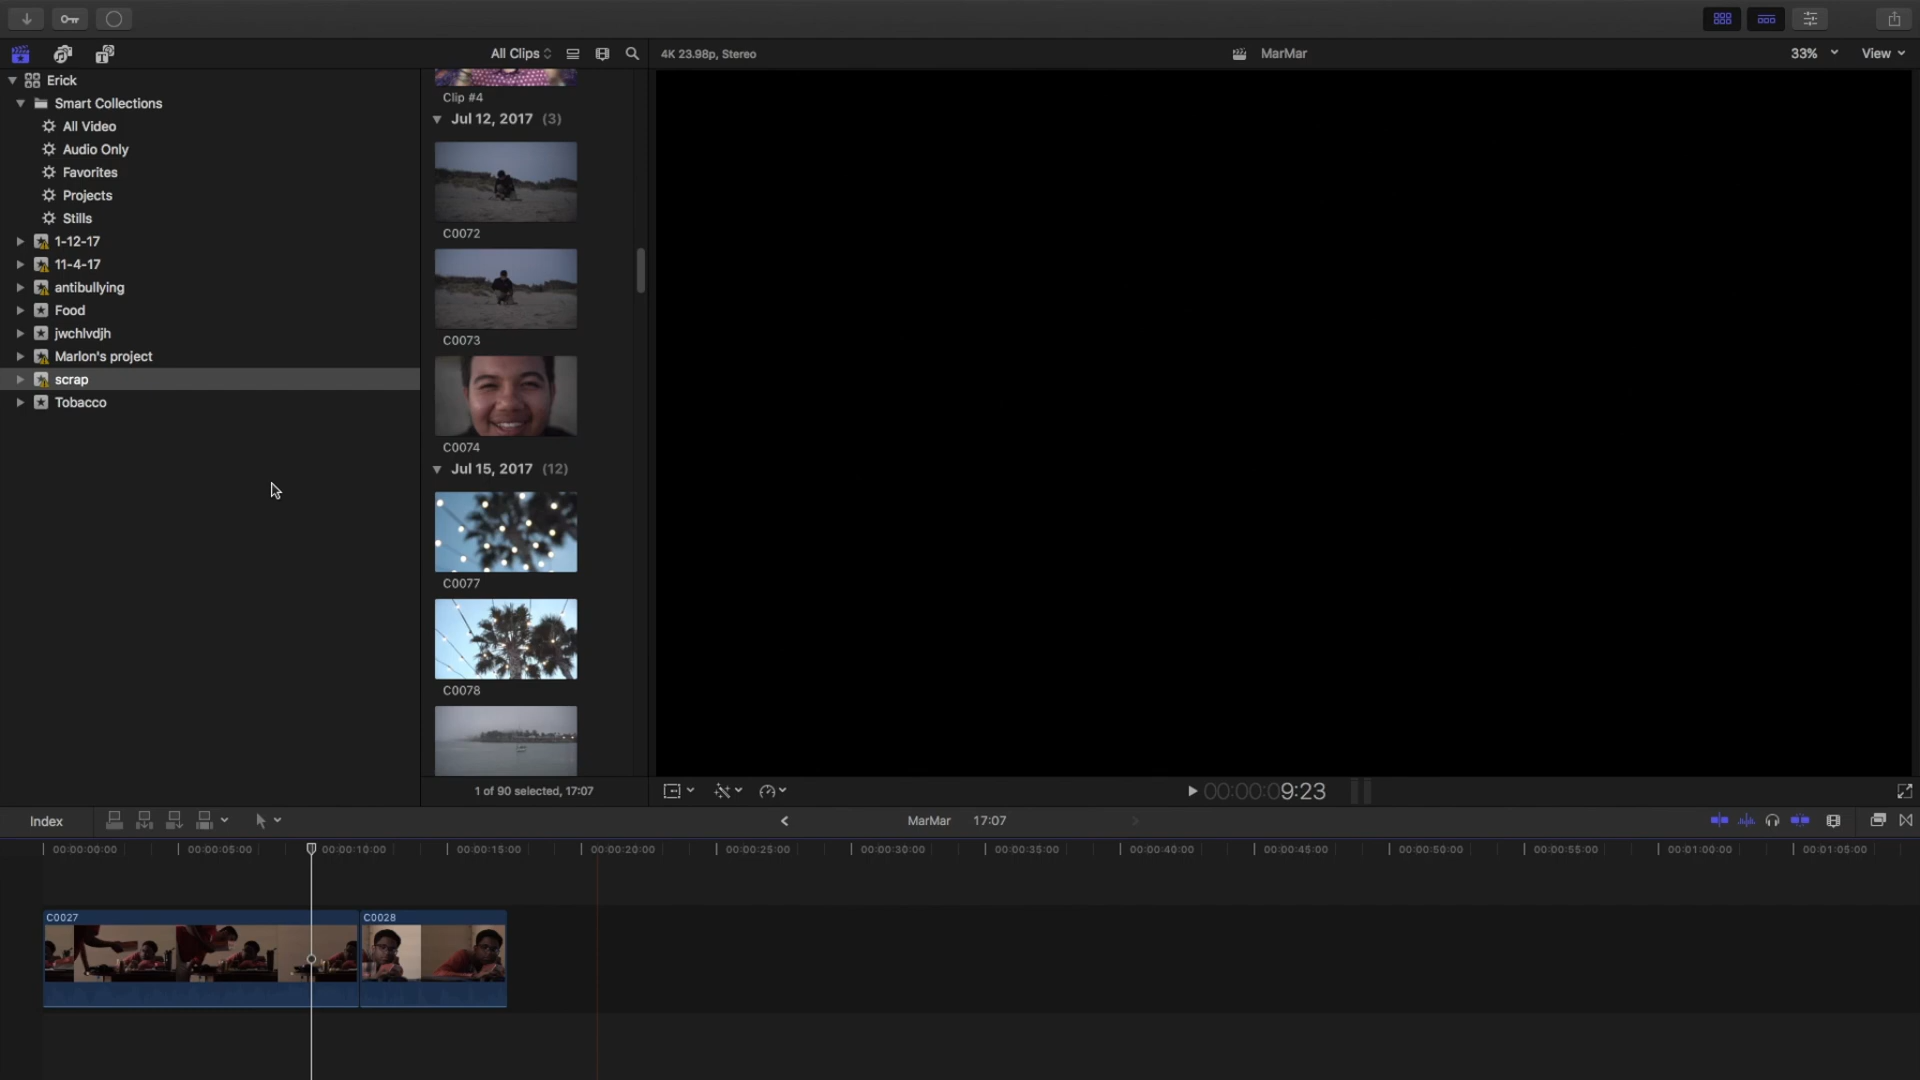 All Clips
4K 23.98p, Stereo
MarMar
33%
View
Erick
Smart Collections
All Video
Audio Only
Favorites
Projects
Stills
1-12-17
11-4-17
antibullying
Food
jwchlvdjh
Marlon's project
scrap
Tobacco
Clip #4
Jul 12, 2017 (3)
C0072
C0073
C0074
Jul 15, 2017 (12)
C0077
C0078
1 of 90 selected, 17:07
00:00:09:23
Index
MarMar 17:07
00:00:00:00 00:00:05:00 00:00:10:00 00:00:15:00 00:00:20:00 00:00:25:00 00:00:30:00 00:00:35:00 00:00:40:00 00:00:45:00 00:00:50:00 00:00:55:00 00:01:00:00 00:01:05:00
C0027 C0028